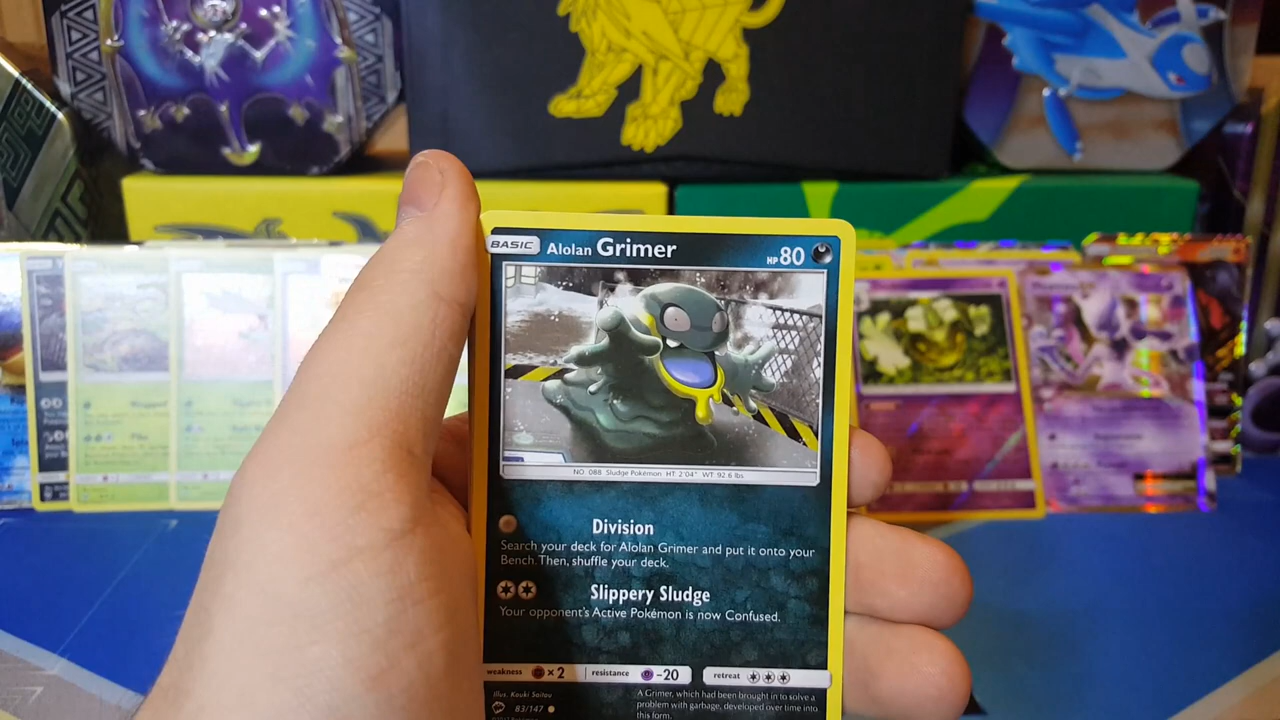 BASIC Alolan Grimer HP 80
NO. 088 Sludge Pokémon HT: 2'04" WT: 92.6 lbs
Division
Search your deck for Alolan Grimer and put it onto your
Bench. Then, shuffle your deck.
Slippery Sludge
Your opponent's Active Pokémon is now Confused.
weakness ×2 resistance -20 retreat
Illus. Kouki Saitou
83/147
A Grimer, which had been brought in to solve a
problem with garbage, developed over time into
this form.